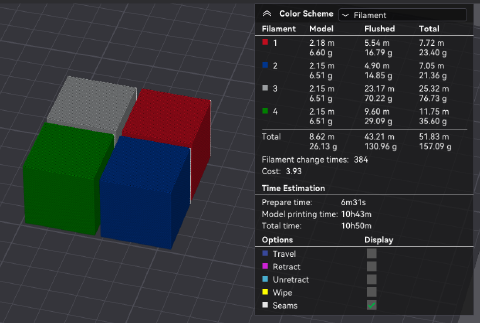 Color Scheme Filament
Filament Model Flushed Total
1 2.18 m 5.54 m 7.72 m
6.60 g 16.79 g 23.40 g
2 2.15 m 4.90 m 7.05 m
6.51 g 14.85 g 21.36 g
3 2.15 m 23.17 m 25.32 m
6.51 g 70.22 g 76.73 g
4 2.15 m 9.60 m 11.75 m
6.51 g 29.09 g 35.60 g
Total 8.62 m 43.21 m 51.83 m
26.13 g 130.96 g 157.09 g
Filament change times: 384
Cost: 3.93
Time Estimation
Prepare time: 6m31s
Model printing time: 10h43m
Total time: 10h50m
Options Display
Travel
Retract
Unretract
Wipe
Seams